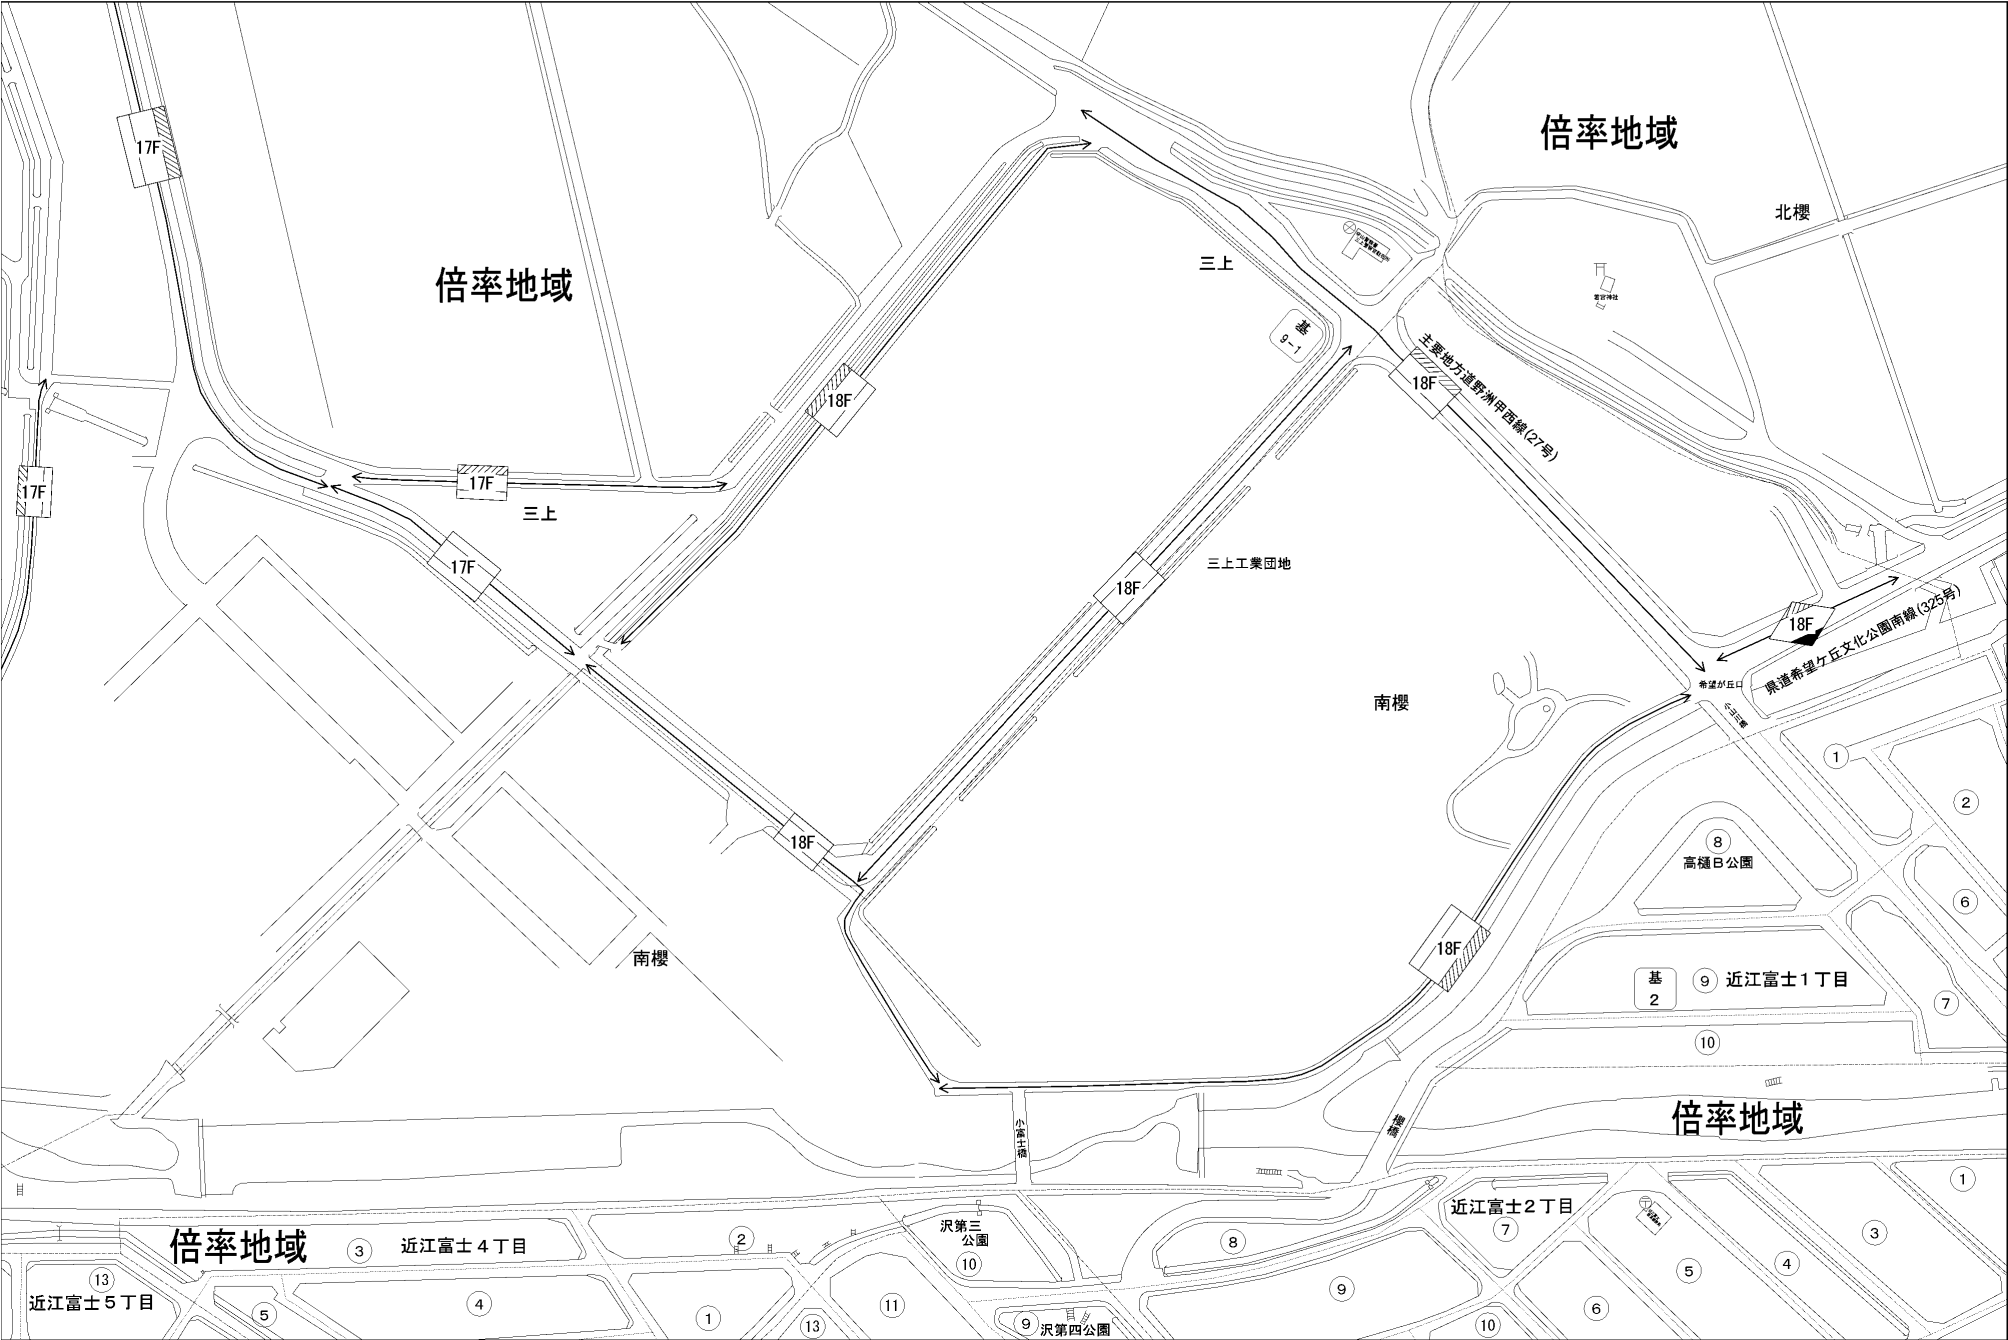 倍率地域
17F
北櫻
三上
倍率地域
基
9-1
主要地方道野洲甲西線(27号)
18F
18F
若宮神社
17F
17F
三上
17F
三上工業団地
18F
18F
県道希望ケ丘文化公園南線(325号)
希望が丘口
南櫻
1
2
18F
8
高樋B公園
6
18F
南櫻
基
2
9 近江富士1丁目
7
10
倍率地域
小富士橋
櫻橋
1
近江富士2丁目
7
3
倍率地域
3
近江富士4丁目
2
沢第三
公園
10
8
4
5
13
近江富士5丁目
5
4
1
11
13
9
沢第四公園
9
10
6